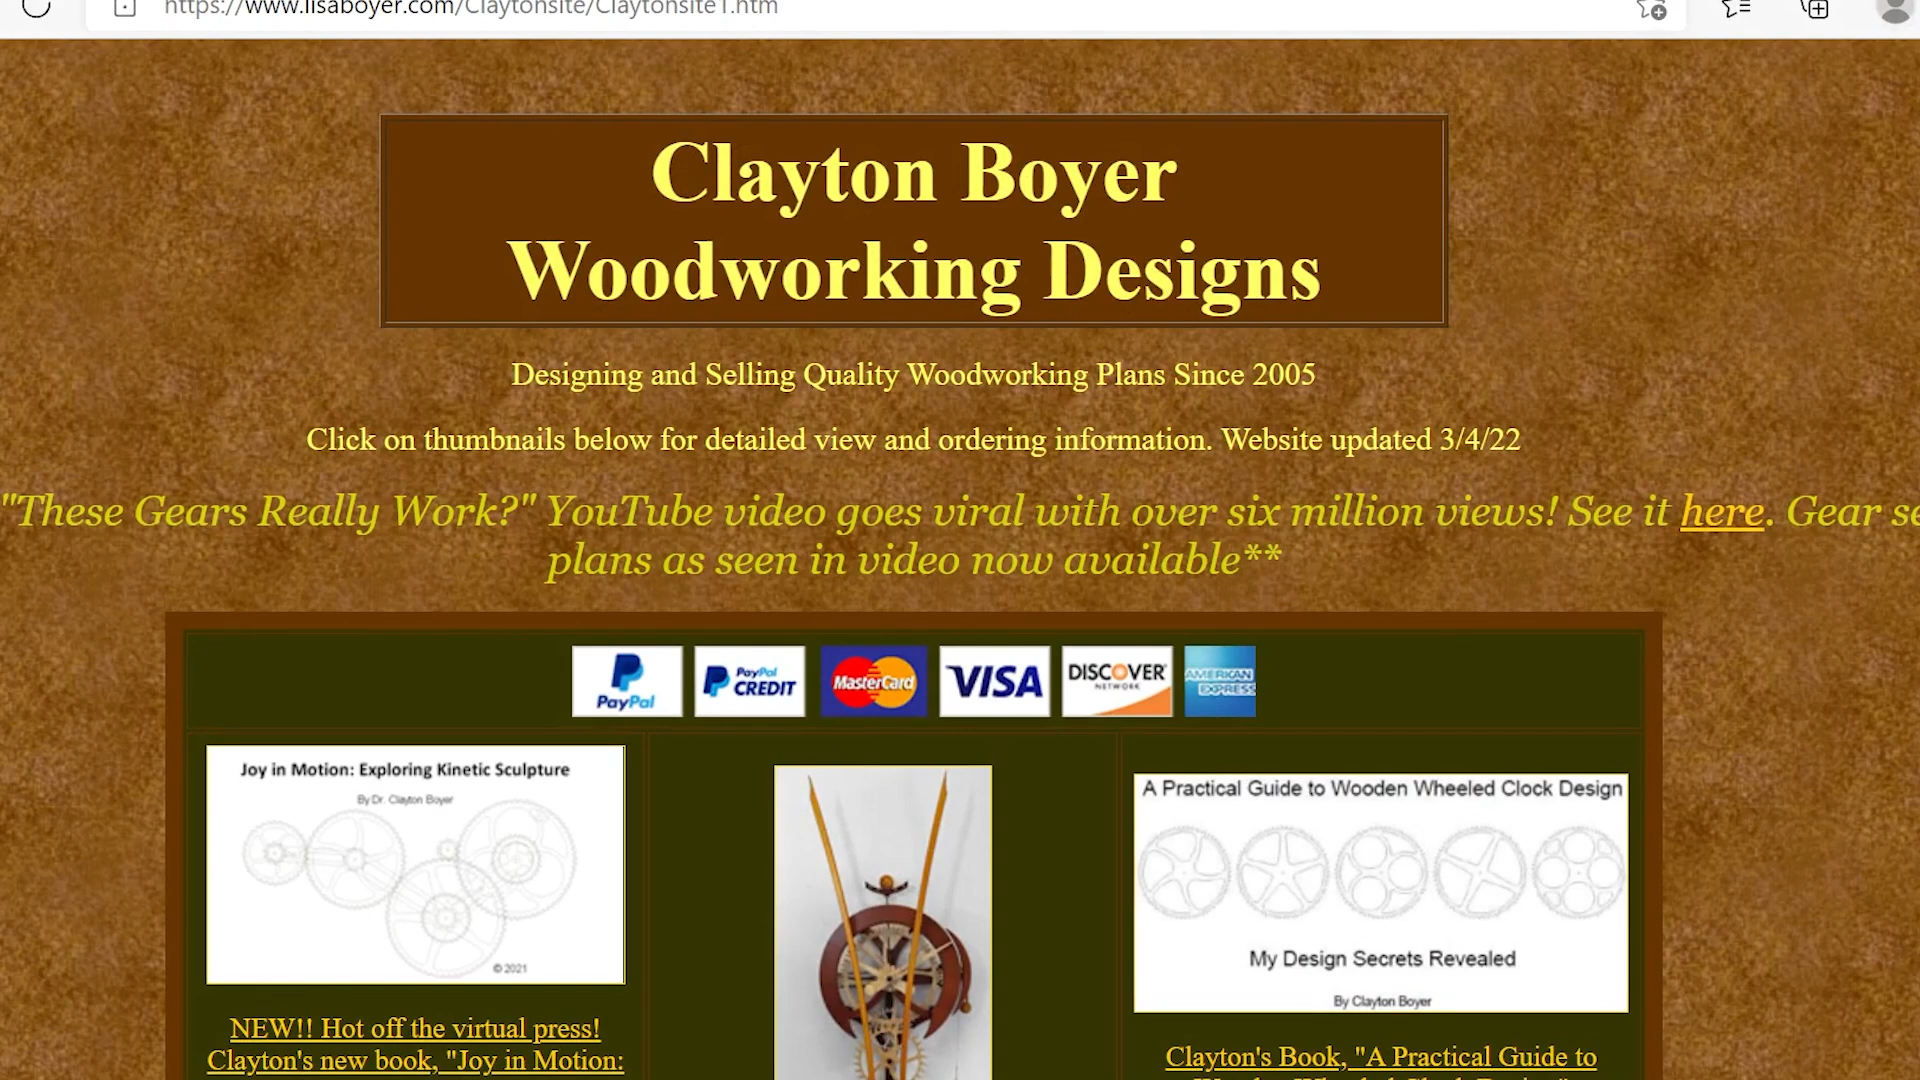 https://www.lisaboyer.com/Claytonsite/Claytonsite1.htm
Clayton Boyer
Woodworking Designs
Designing and Selling Quality Woodworking Plans Since 2005
Click on thumbnails below for detailed view and ordering information. Website updated 3/4/22
"These Gears Really Work?" YouTube video goes viral with over six million views! See it here. Gear
plans as seen in video now available**
PayPal
PayPal CREDIT
MasterCard
VISA
DISCOVER NETWORK
AMERICAN EXPRESS
Joy in Motion: Exploring Kinetic Sculpture
By Dr. Clayton Boyer
© 2021
NEW!! Hot off the virtual press!
Clayton's new book, "Joy in Motion:
A Practical Guide to Wooden Wheeled Clock Design
My Design Secrets Revealed
By Clayton Boyer
Clayton's Book, "A Practical Guide to